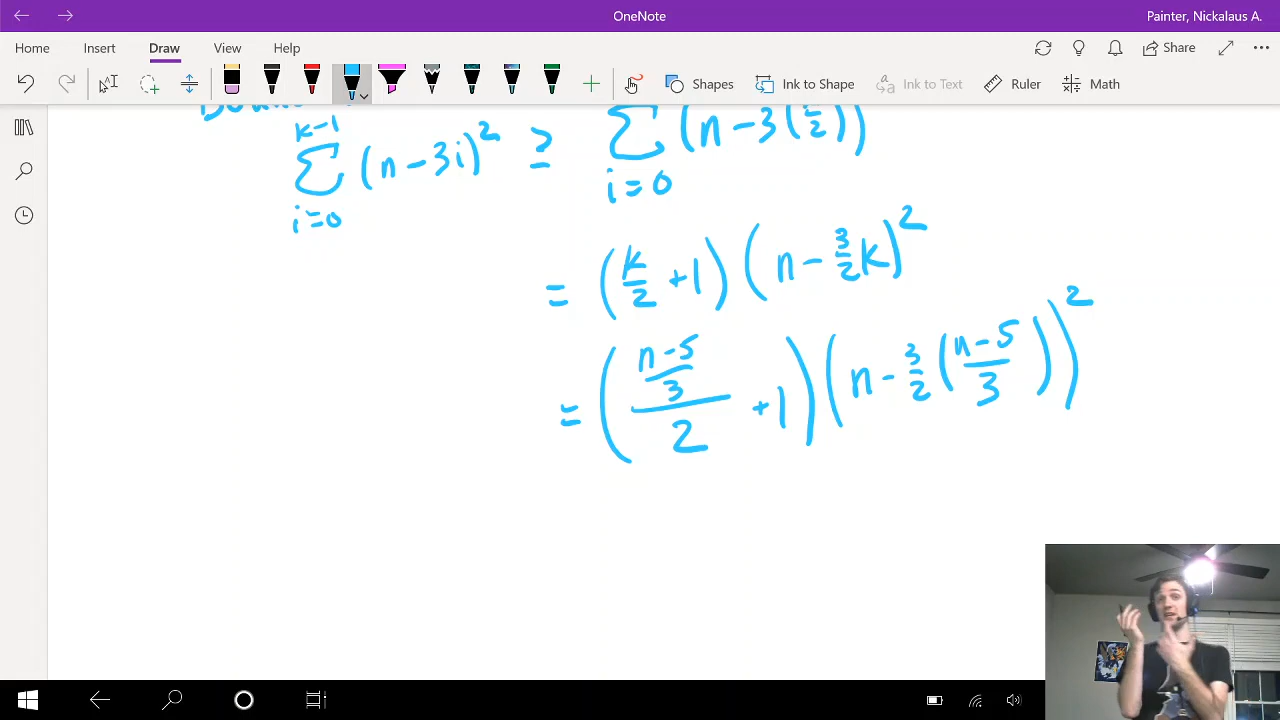 OneNote
Painter, Nickalaus A.
Home Insert Draw View Help Share
Shapes Ink to Shape Ink to Text Ruler Math
k-1
∑ (n-3i)² ≥ ∑ (n-3(k/2))
i=0 i=0
= (k/2 +1)(n - 3/2 k)²
= (((n-5)/3)/2 +1)(n - 3/2((n-5)/3))²